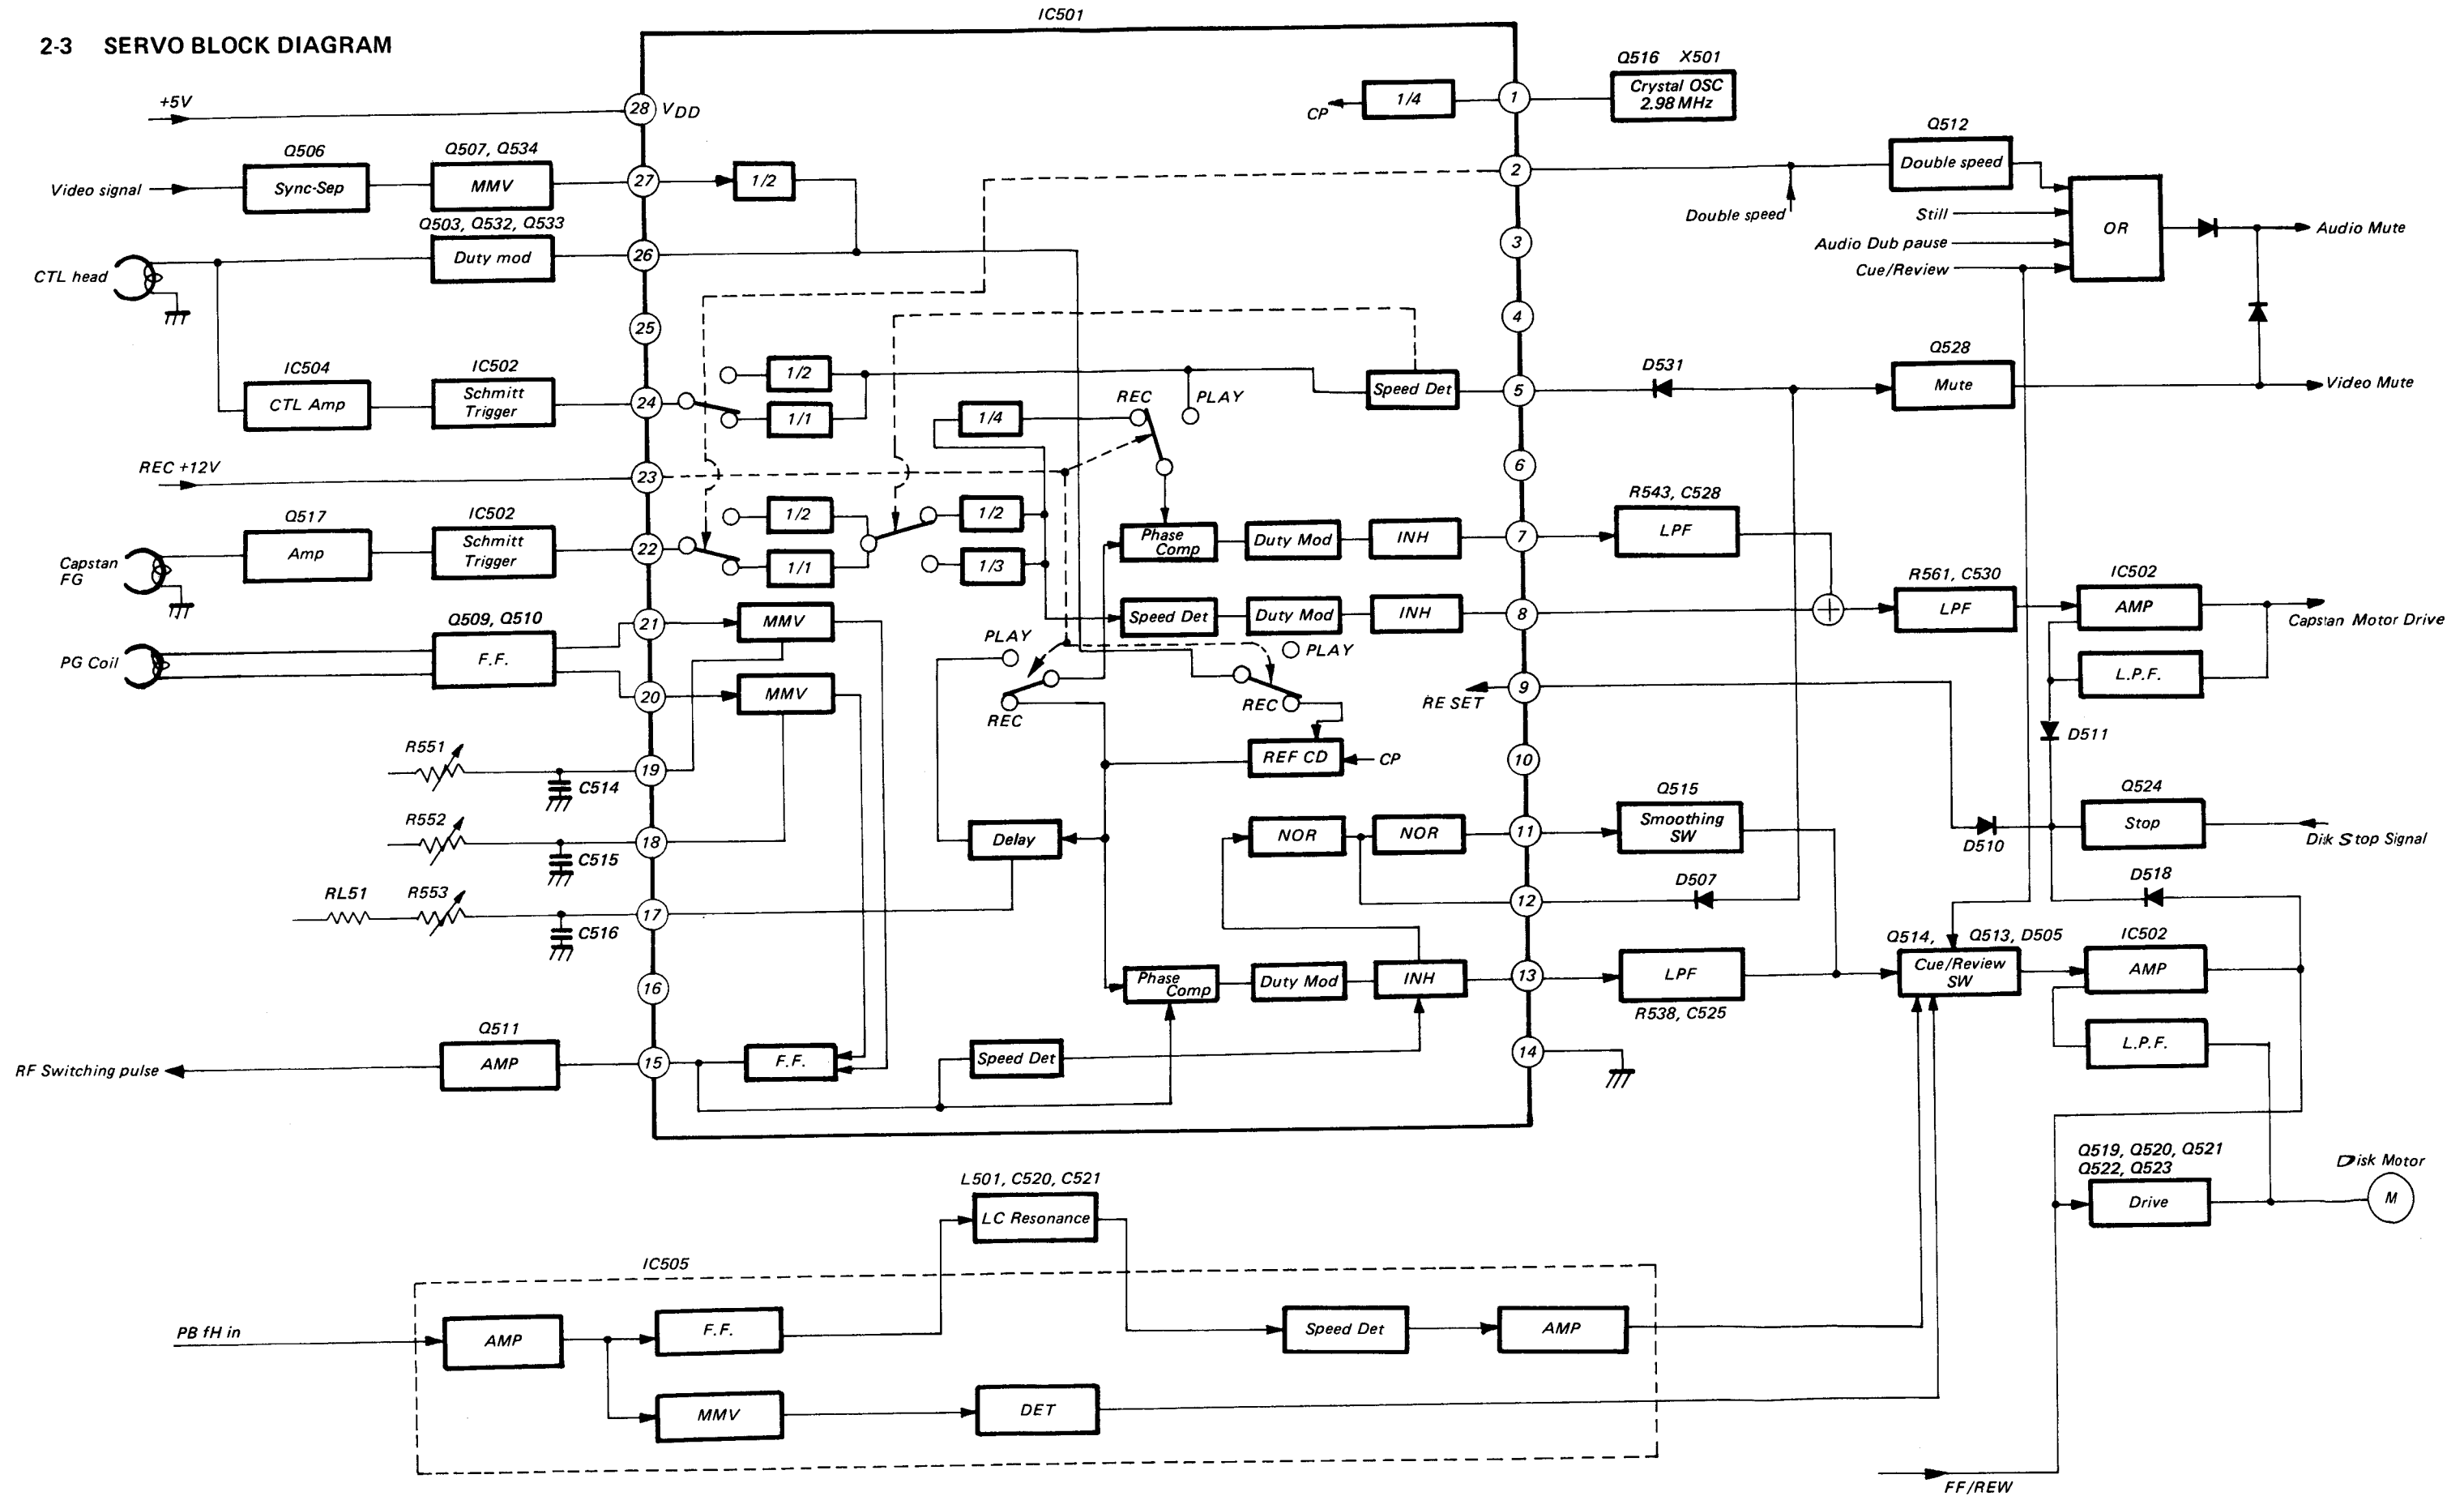 2-3 SERVO BLOCK DIAGRAM
IC501
+5V
28 VDD
Q516 X501
Crystal OSC
2.98 MHz
1
1/4
CP
Q506
Sync-Sep
Q507, Q534
MMV
Video signal
27
1/2
2
Double speed
Q512
Double speed
Still
Audio Dub pause
Cue/Review
OR
Audio Mute
Q503, Q532, Q533
Duty mod
CTL head
26
3
25
4
IC504
CTL Amp
IC502
Schmitt
Trigger
24
1/2
1/1
REC
PLAY
1/4
Speed Det
5
D531
Q528
Mute
Video Mute
REC +12V
23
6
Q517
Amp
IC502
Schmitt
Trigger
Capstan
FG
22
1/2
1/1
1/2
1/3
Phase
Comp
Duty Mod
INH
7
R543, C528
LPF
Speed Det
Duty Mod
INH
8
R561, C530
LPF
IC502
AMP
Capstan Motor Drive
L.P.F.
D511
PG Coil
Q509, Q510
F.F.
21
MMV
20
MMV
PLAY
REC
PLAY
REC
RE SET
9
REF CD
CP
10
R551
C514
19
R552
C515
18
RL51
R553
C516
17
Delay
NOR
NOR
11
Q515
Smoothing
SW
D510
Q524
Stop
Disk Stop Signal
D518
12
D507
16
Phase
Comp
Duty Mod
INH
13
LPF
R538, C525
Q514, Q513, D505
Cue/Review
SW
IC502
AMP
L.P.F.
RF Switching pulse
Q511
AMP
15
F.F.
Speed Det
14
Q519, Q520, Q521
Q522, Q523
Drive
Disk Motor
M
L501, C520, C521
LC Resonance
IC505
PB fH in
AMP
F.F.
Speed Det
AMP
MMV
DET
FF/REW